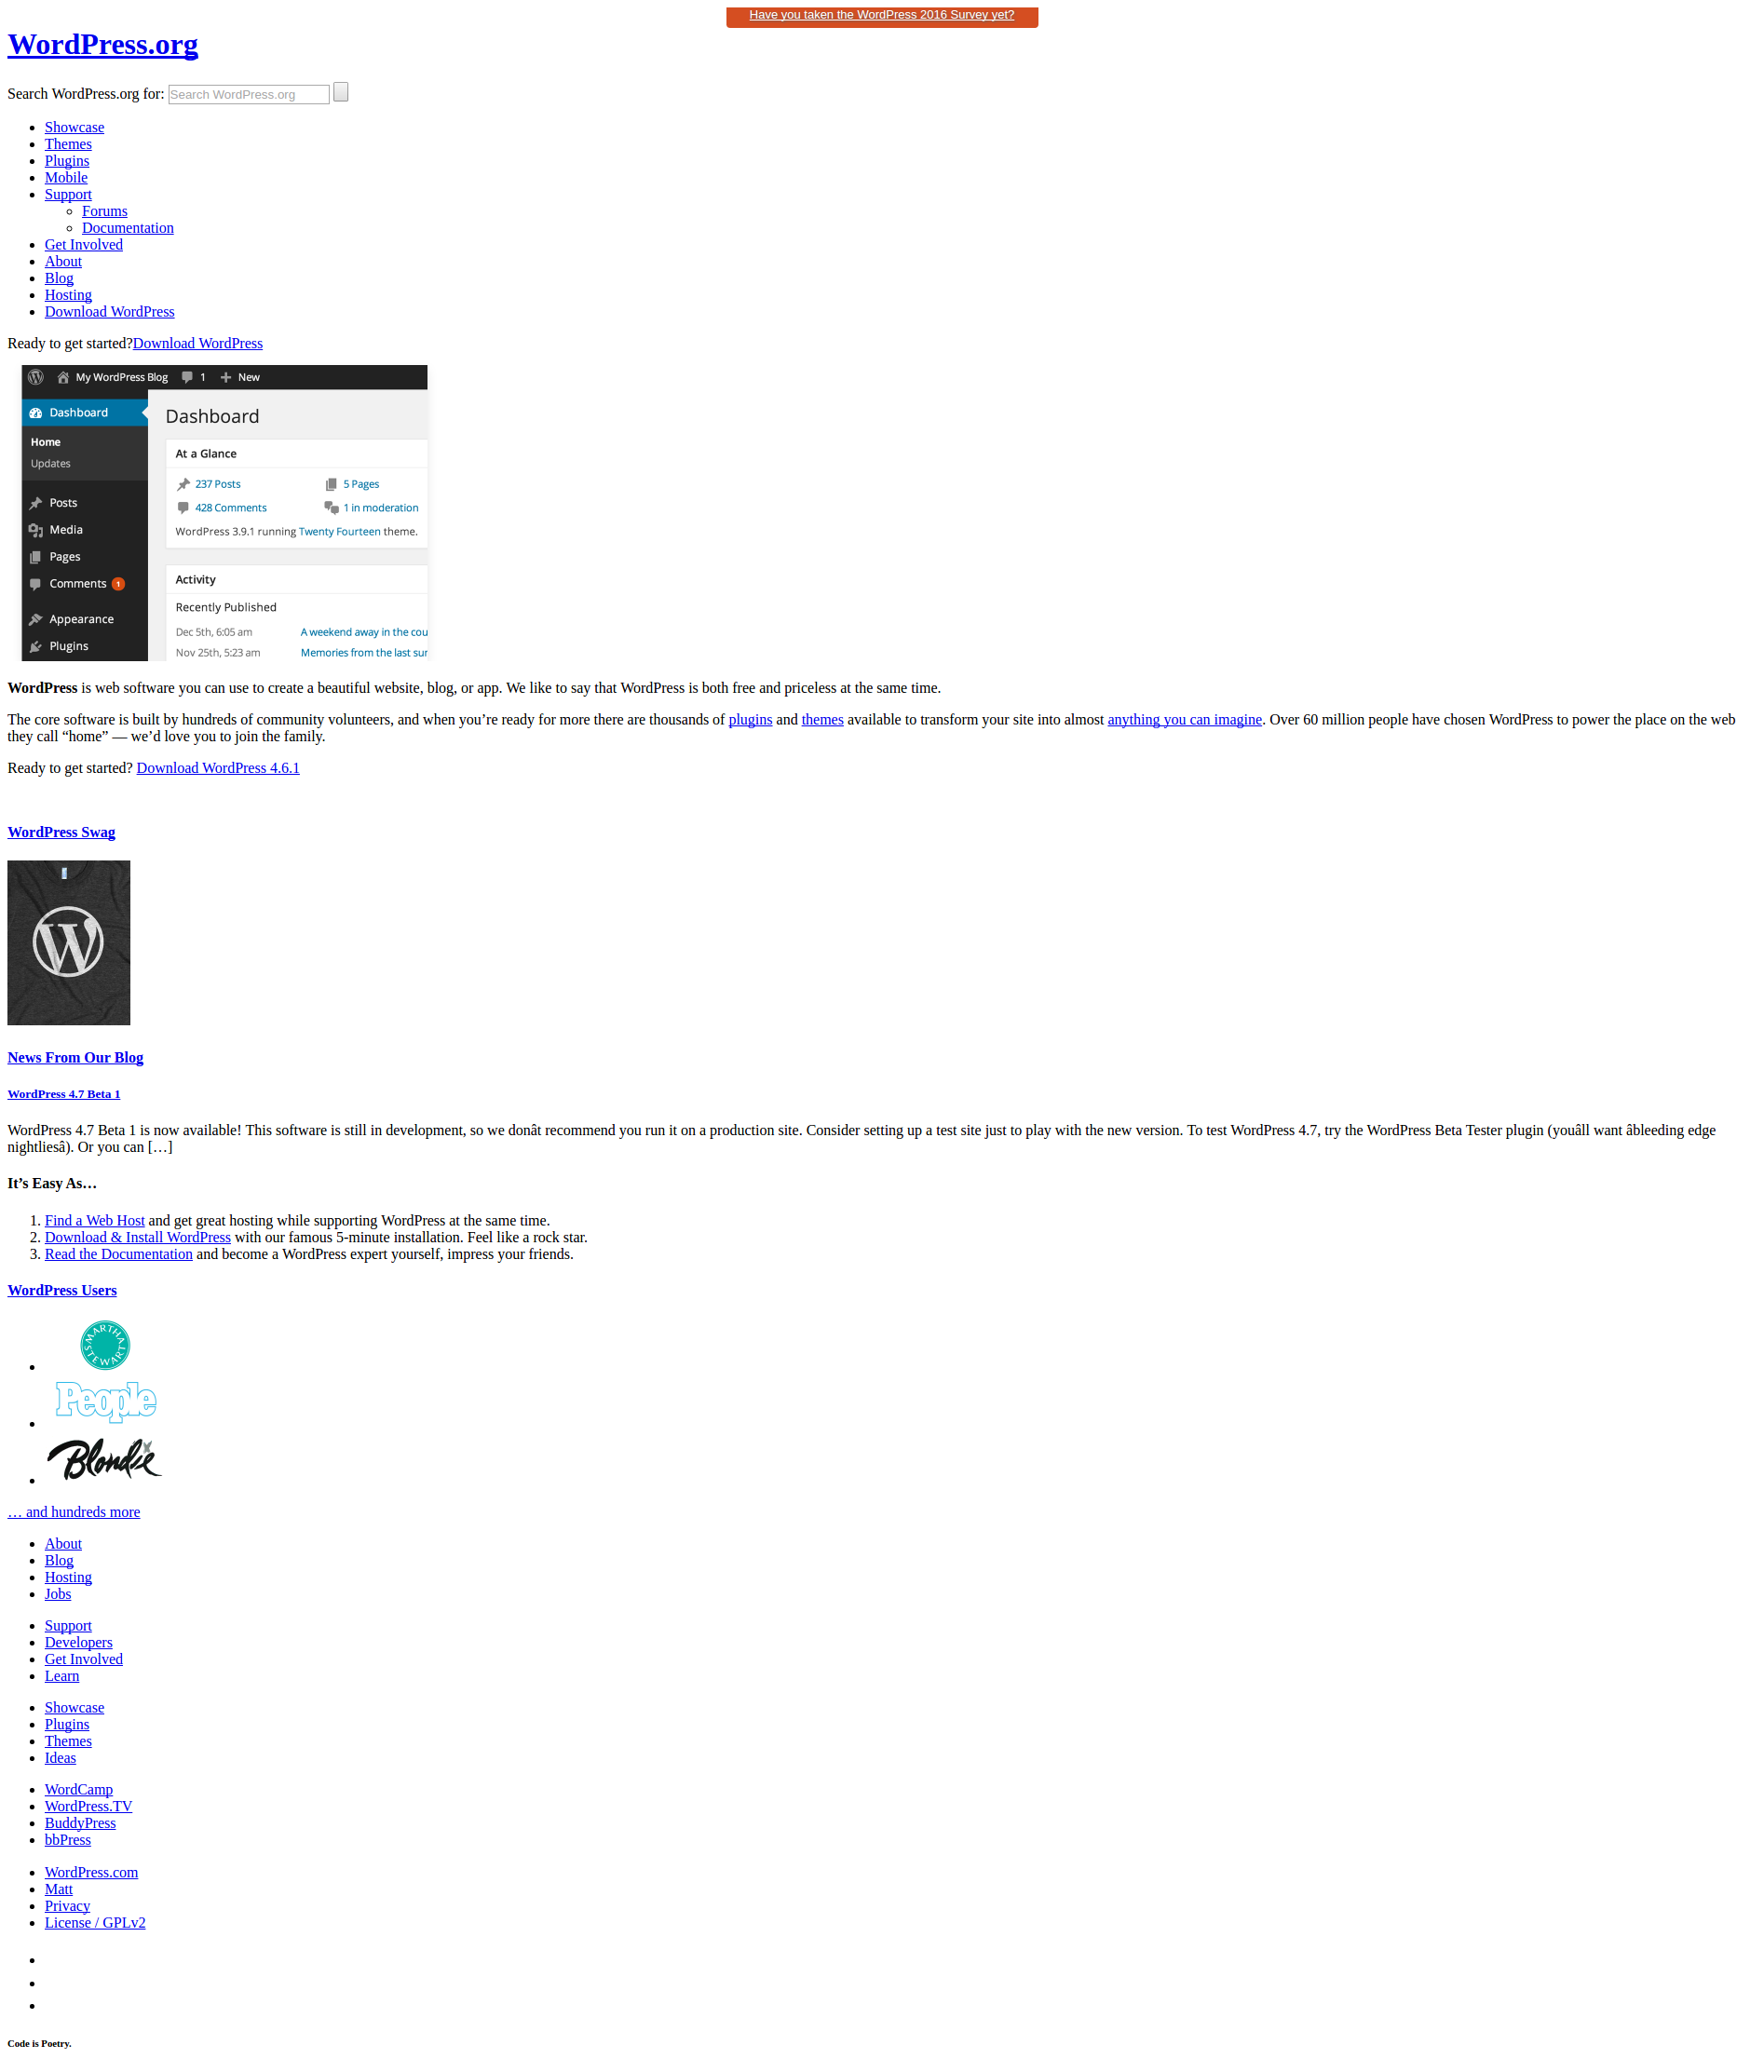 Have you taken the WordPress 2016 Survey yet?
WordPress.org
Search WordPress.org for: Search WordPress.org
Showcase
Themes
Plugins
Mobile
Support
Forums
Documentation
Get Involved
About
Blog
Hosting
Download WordPress
Ready to get started?Download WordPress
My WordPress Blog 1 New
Dashboard
Home
Updates
Posts
Media
Pages
Comments 1
Appearance
Plugins
Dashboard
At a Glance
237 Posts 5 Pages
428 Comments 1 in moderation
WordPress 3.9.1 running Twenty Fourteen theme.
Activity
Recently Published
Dec 5th, 6:05 am A weekend away in the cou
Nov 25th, 5:23 am Memories from the last sur
WordPress is web software you can use to create a beautiful website, blog, or app. We like to say that WordPress is both free and priceless at the same time.
The core software is built by hundreds of community volunteers, and when you’re ready for more there are thousands of plugins and themes available to transform your site into almost anything you can imagine. Over 60 million people have chosen WordPress to power the place on the web
they call “home” — we’d love you to join the family.
Ready to get started? Download WordPress 4.6.1
WordPress Swag
W
News From Our Blog
WordPress 4.7 Beta 1
WordPress 4.7 Beta 1 is now available! This software is still in development, so we donât recommend you run it on a production site. Consider setting up a test site just to play with the new version. To test WordPress 4.7, try the WordPress Beta Tester plugin (youâll want âbleeding edge
nightliesâ). Or you can […]
It’s Easy As…
1. Find a Web Host and get great hosting while supporting WordPress at the same time.
2. Download & Install WordPress with our famous 5-minute installation. Feel like a rock star.
3. Read the Documentation and become a WordPress expert yourself, impress your friends.
WordPress Users
MARTHA STEWART
People
Blondie
… and hundreds more
About
Blog
Hosting
Jobs
Support
Developers
Get Involved
Learn
Showcase
Plugins
Themes
Ideas
WordCamp
WordPress.TV
BuddyPress
bbPress
WordPress.com
Matt
Privacy
License / GPLv2
Code is Poetry.